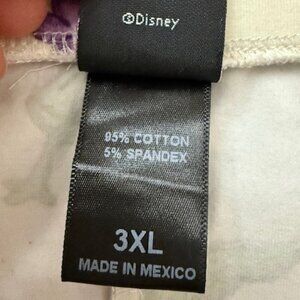 ©Disney
95% COTTON
5% SPANDEX
3XL
MADE IN MEXICO